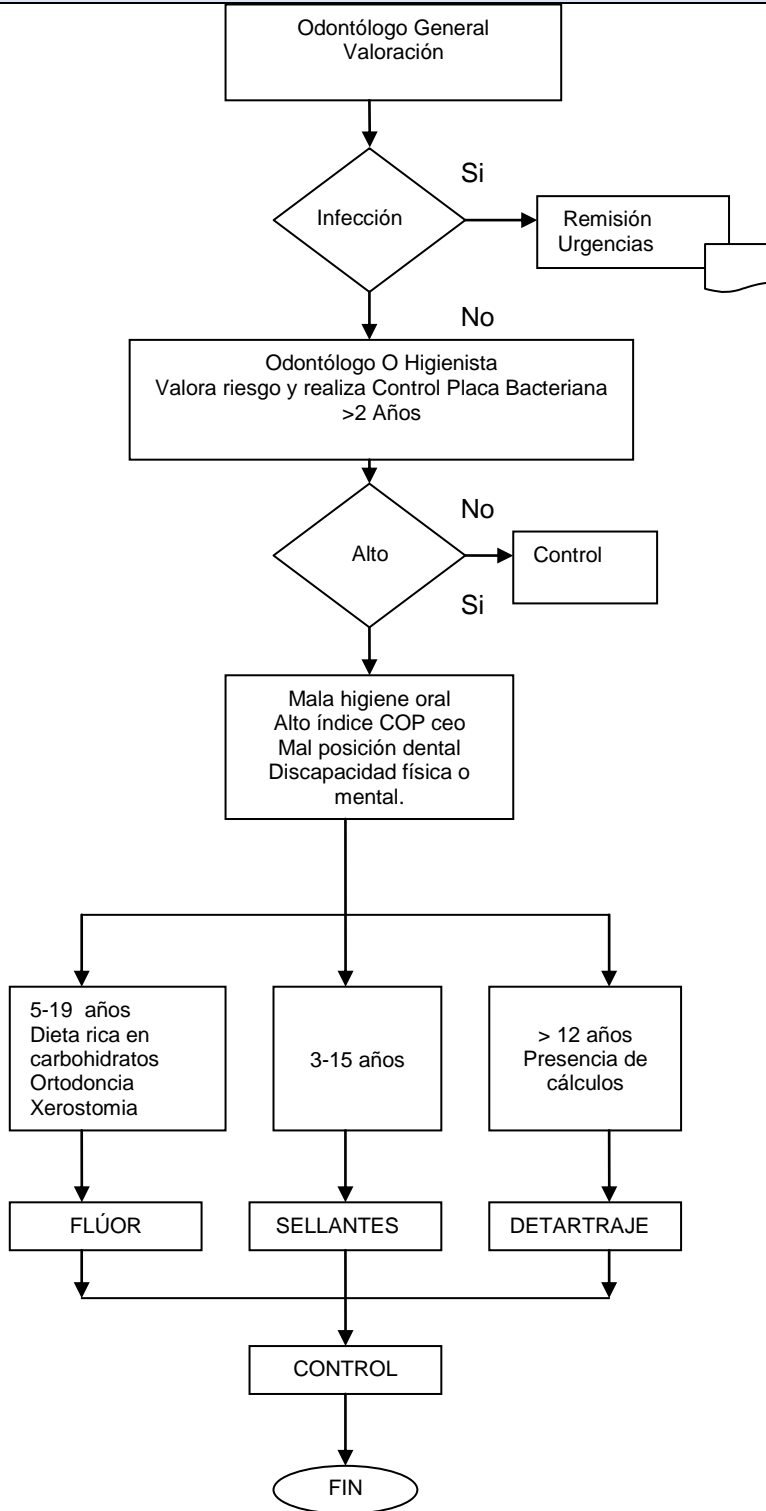 Odontólogo General
Valoración
Si
Infección
Remisión
Urgencias
No
Odontólogo O Higienista
Valora riesgo y realiza Control Placa Bacteriana
>2 Años
No
Alto
Control
Si
Mala higiene oral
Alto índice COP ceo
Mal posición dental
Discapacidad física o
mental.
5-19 años
Dieta rica en
carbohidratos
Ortodoncia
Xerostomia
3-15 años
> 12 años
Presencia de
cálculos
FLÚOR
SELLANTES
DETARTRAJE
CONTROL
FIN